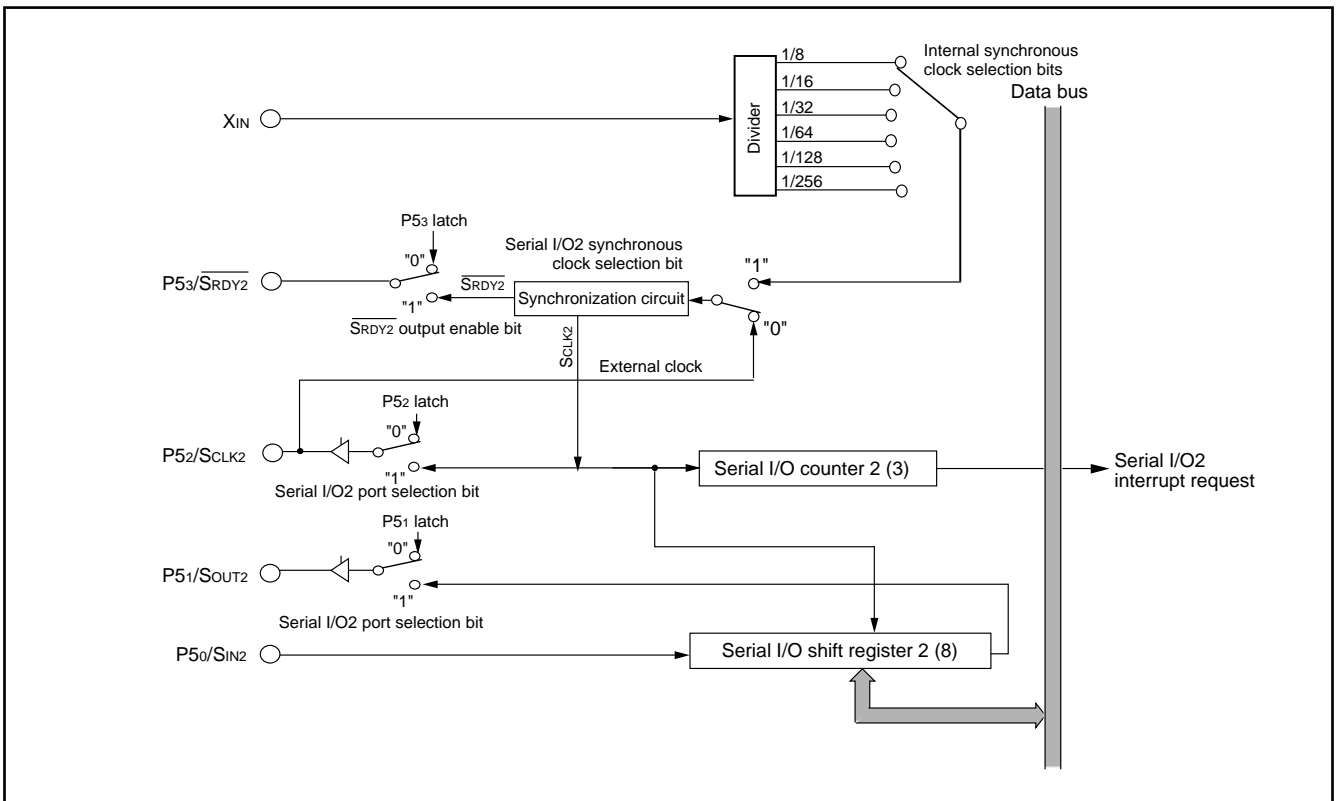 1/8
Internal synchronous
clock selection bits
1/16
Data bus
1/32
XIN
Divider
1/64
1/128
1/256
P53 latch
Serial I/O2 synchronous
clock selection bit
"0"
"1"
P53/SRDY2
SRDY2
Synchronization circuit
"1"
"0"
SRDY2 output enable bit
SCLK2
External clock
P52 latch
"0"
P52/SCLK2
"1"
Serial I/O counter 2 (3)
Serial I/O2
interrupt request
Serial I/O2 port selection bit
P51 latch
"0"
P51/SOUT2
"1"
Serial I/O2 port selection bit
P50/SIN2
Serial I/O shift register 2 (8)